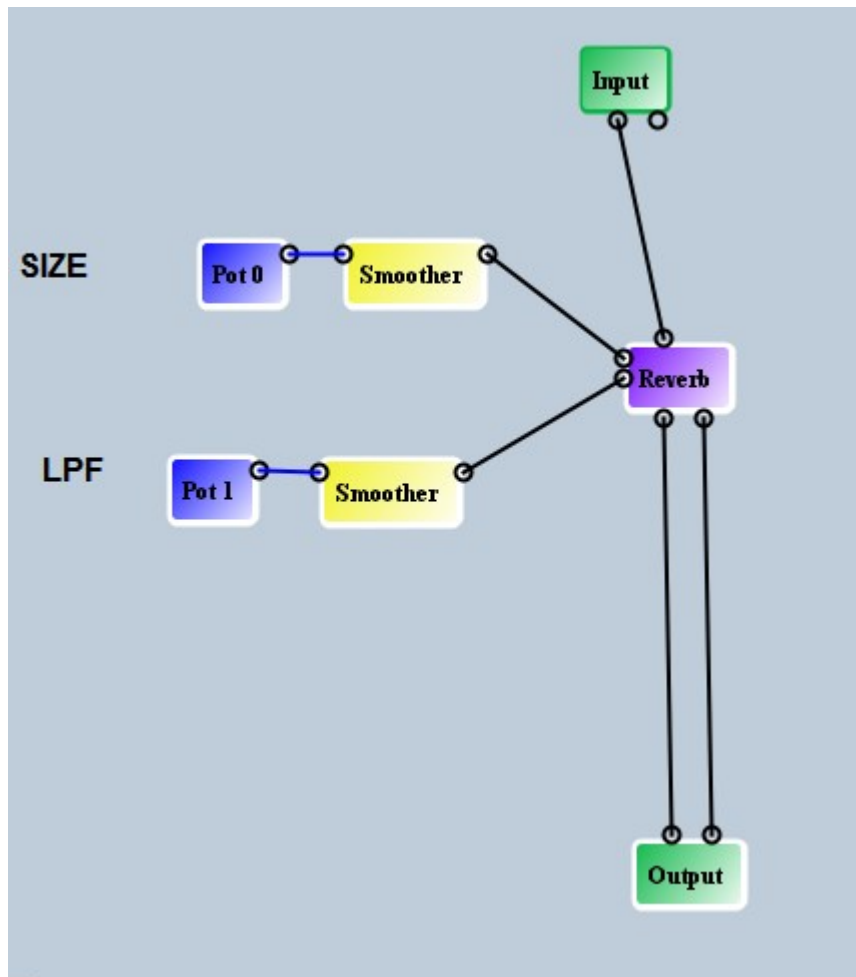 Input
SIZE
Pot 0
Smoother
Reverb
LPF
Pot 1
Smoother
Output